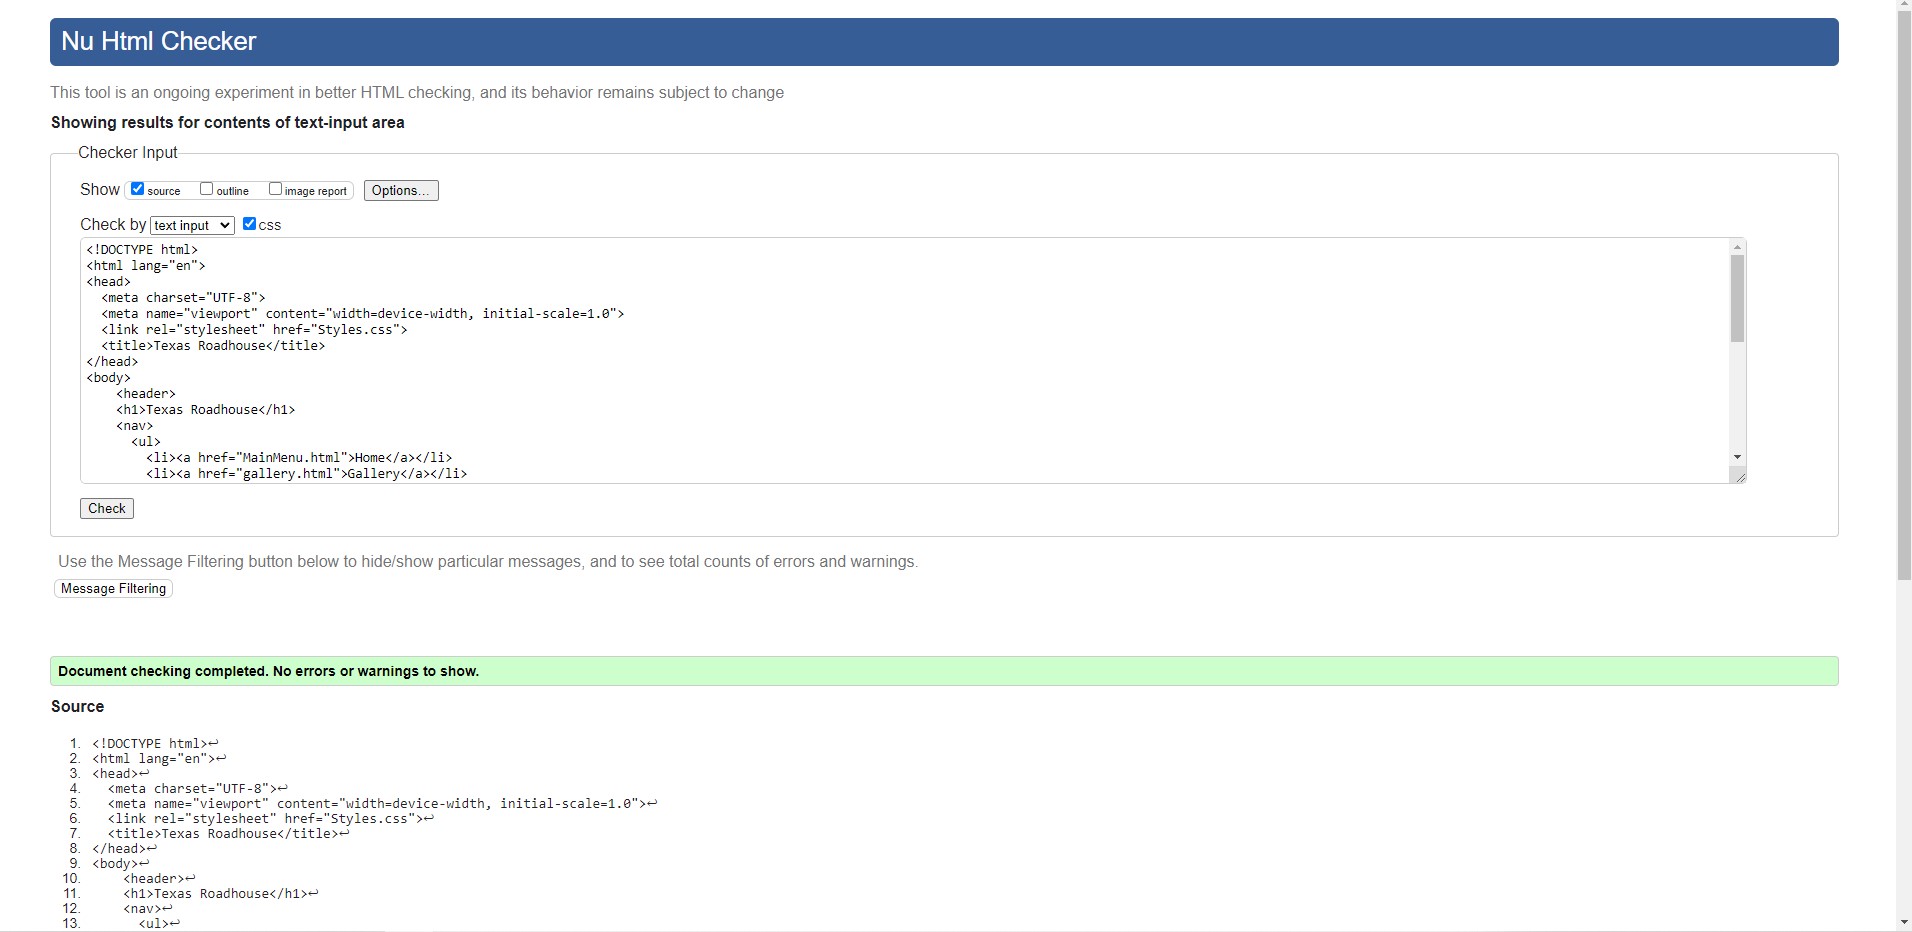 Nu Html Checker
This tool is an ongoing experiment in better HTML checking, and its behavior remains subject to change
Showing results for contents of text-input area
Checker Input
Show source outline image report Options...
Check by text input css
<!DOCTYPE html>
<html lang="en">
<head>
  <meta charset="UTF-8">
  <meta name="viewport" content="width=device-width, initial-scale=1.0">
  <link rel="stylesheet" href="Styles.css">
  <title>Texas Roadhouse</title>
</head>
<body>
    <header>
    <h1>Texas Roadhouse</h1>
    <nav>
      <ul>
        <li><a href="MainMenu.html">Home</a></li>
        <li><a href="gallery.html">Gallery</a></li>
Check
Use the Message Filtering button below to hide/show particular messages, and to see total counts of errors and warnings.
Message Filtering
Document checking completed. No errors or warnings to show.
Source
1. <!DOCTYPE html>↩
2. <html lang="en">↩
3. <head>↩
4.   <meta charset="UTF-8">↩
5.   <meta name="viewport" content="width=device-width, initial-scale=1.0">↩
6.   <link rel="stylesheet" href="Styles.css">↩
7.   <title>Texas Roadhouse</title>↩
8. </head>↩
9. <body>↩
10.     <header>↩
11.     <h1>Texas Roadhouse</h1>↩
12.     <nav>↩
13.       <ul>↩